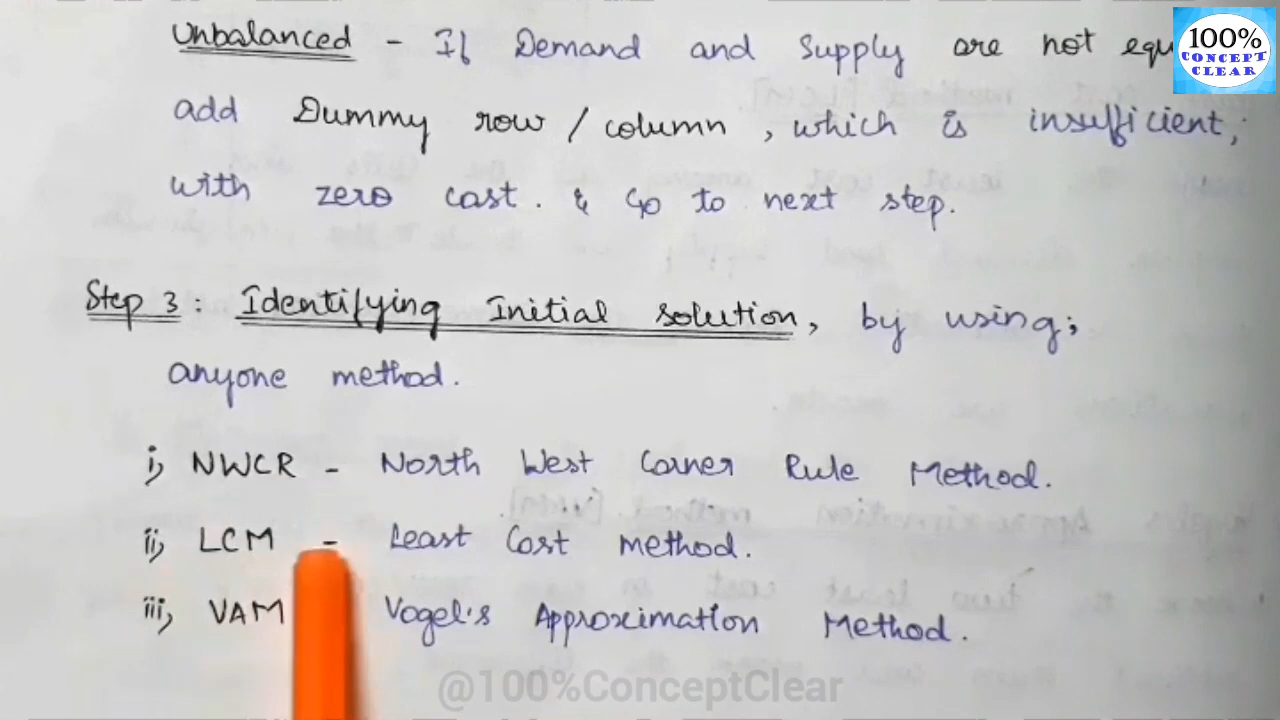 Unbalanced - If Demand and Supply are not equ
add Dummy row / column, which is insufficient,
with zero cost. & Go to next step.
Step 3: Identifying Initial solution, by using;
anyone method.
i, NWCR - North West Corner Rule Method.
ii, LCM - Least Cost method.
iii, VAM Vogel's Approximation Method.
100%
CONCEPT
CLEAR
@100%ConceptClear